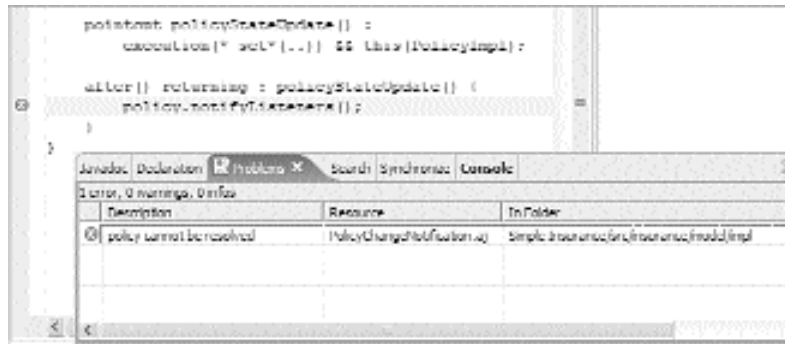 pointcut policyStateUpdate() :
execution(* set*(..)) && this(PolicyImpl);
after() returning : policyStateUpdate() {
policy.notifyListeners();
}
}
Javadoc Declaration Problems Search Synchronize Console
1 error, 0 warnings, 0 infos
Description Resource In Folder
policy cannot be resolved PolicyChangeNotification.aj Simple Insurance/src/insurance/model/impl